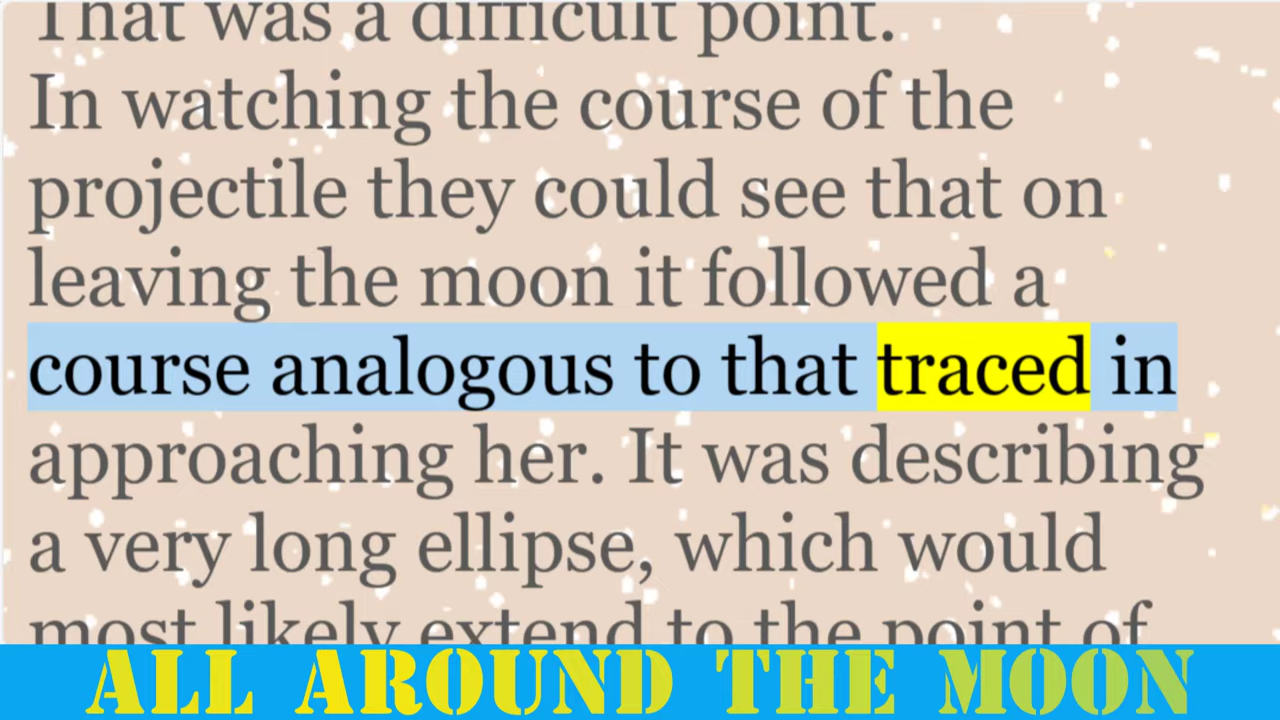 That was a difficult point.
In watching the course of the
projectile they could see that on
leaving the moon it followed a
course analogous to that traced in
approaching her. It was describing
a very long ellipse, which would
most likely extend to the point of
ALL AROUND THE MOON